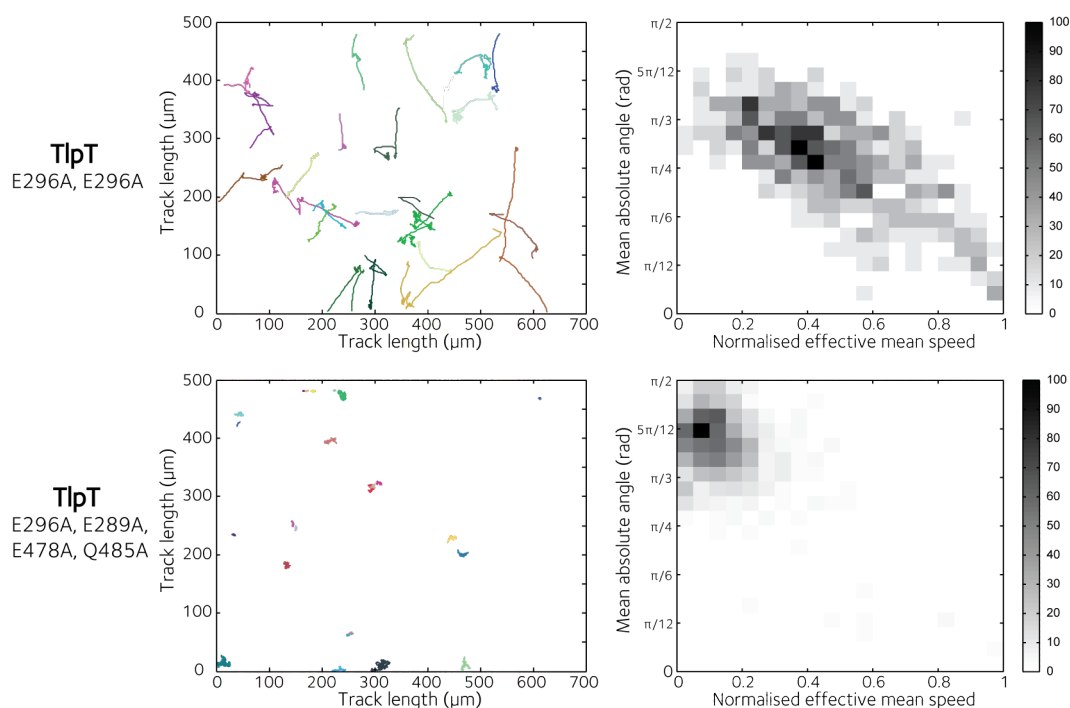 TlpT
E296A, E296A
Track length (µm)
500
400
300
200
100
0
0 100 200 300 400 500 600 700
Track length (µm)
Mean absolute angle (rad)
π/2
5π/12
π/3
π/4
π/6
π/12
0
0 0.2 0.4 0.6 0.8 1
Normalised effective mean speed
100
90
80
70
60
50
40
30
20
10
0
TlpT
E296A, E289A,
E478A, Q485A
Track length (µm)
500
400
300
200
100
0
0 100 200 300 400 500 600 700
Track length (µm)
Mean absolute angle (rad)
π/2
5π/12
π/3
π/4
π/6
π/12
0
0 0.2 0.4 0.6 0.8 1
Normalised effective mean speed
100
90
80
70
60
50
40
30
20
10
0